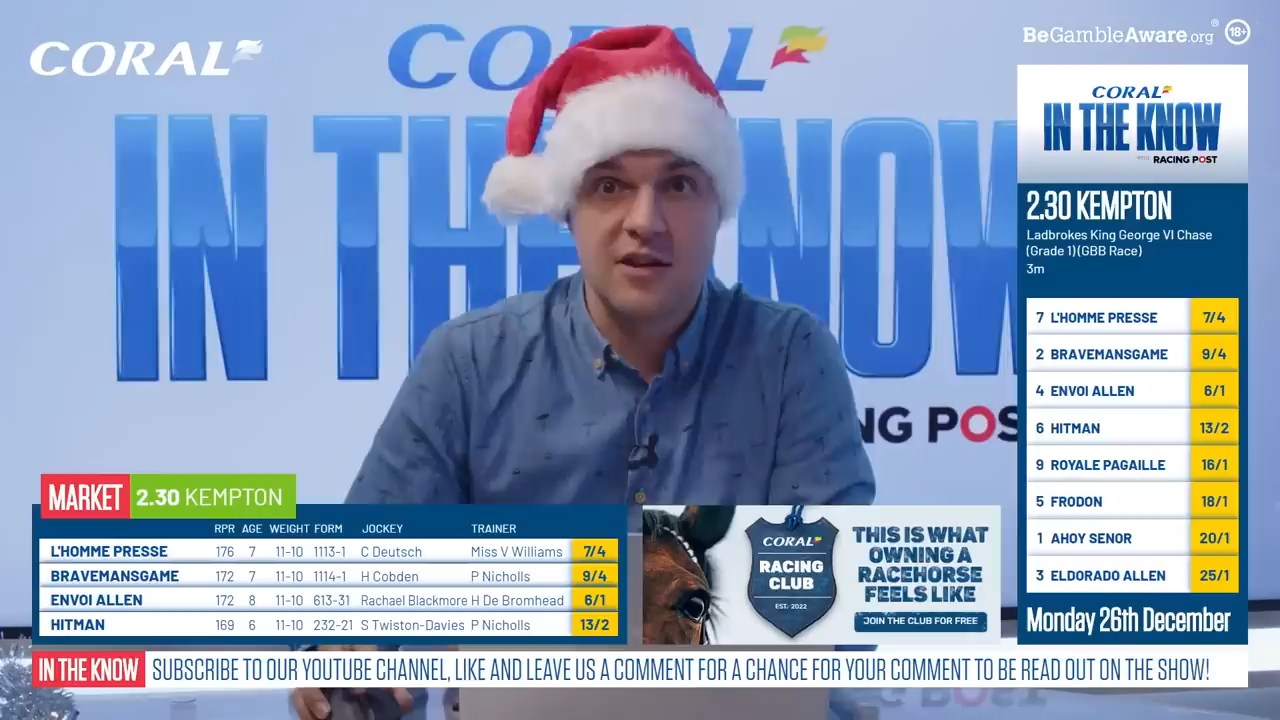 CORAL
CORAL
IN THE KNOW
NG POS
BeGambleAware.org® 18+
CORAL
IN THE KNOW
WITH RACING POST
2.30 KEMPTON
Ladbrokes King George VI Chase
(Grade 1)(GBB Race)
3m
7 L'HOMME PRESSE 7/4
2 BRAVEMANSGAME 9/4
4 ENVOI ALLEN 6/1
6 HITMAN 13/2
9 ROYALE PAGAILLE 16/1
5 FRODON 18/1
1 AHOY SENOR 20/1
3 ELDORADO ALLEN 25/1
Monday 26th December
MARKET 2.30 KEMPTON
RPR AGE WEIGHT FORM JOCKEY TRAINER
L'HOMME PRESSE 176 7 11-10 1113-1 C Deutsch Miss V Williams 7/4
BRAVEMANSGAME 172 7 11-10 1114-1 H Cobden P Nicholls 9/4
ENVOI ALLEN 172 8 11-10 613-31 Rachael Blackmore H De Bromhead 6/1
HITMAN 169 6 11-10 232-21 S Twiston-Davies P Nicholls 13/2
CORAL
RACING
CLUB
EST. 2022
THIS IS WHAT
OWNING A
RACEHORSE
FEELS LIKE
JOIN THE CLUB FOR FREE
IN THE KNOW SUBSCRIBE TO OUR YOUTUBE CHANNEL, LIKE AND LEAVE US A COMMENT FOR A CHANCE FOR YOUR COMMENT TO BE READ OUT ON THE SHOW!